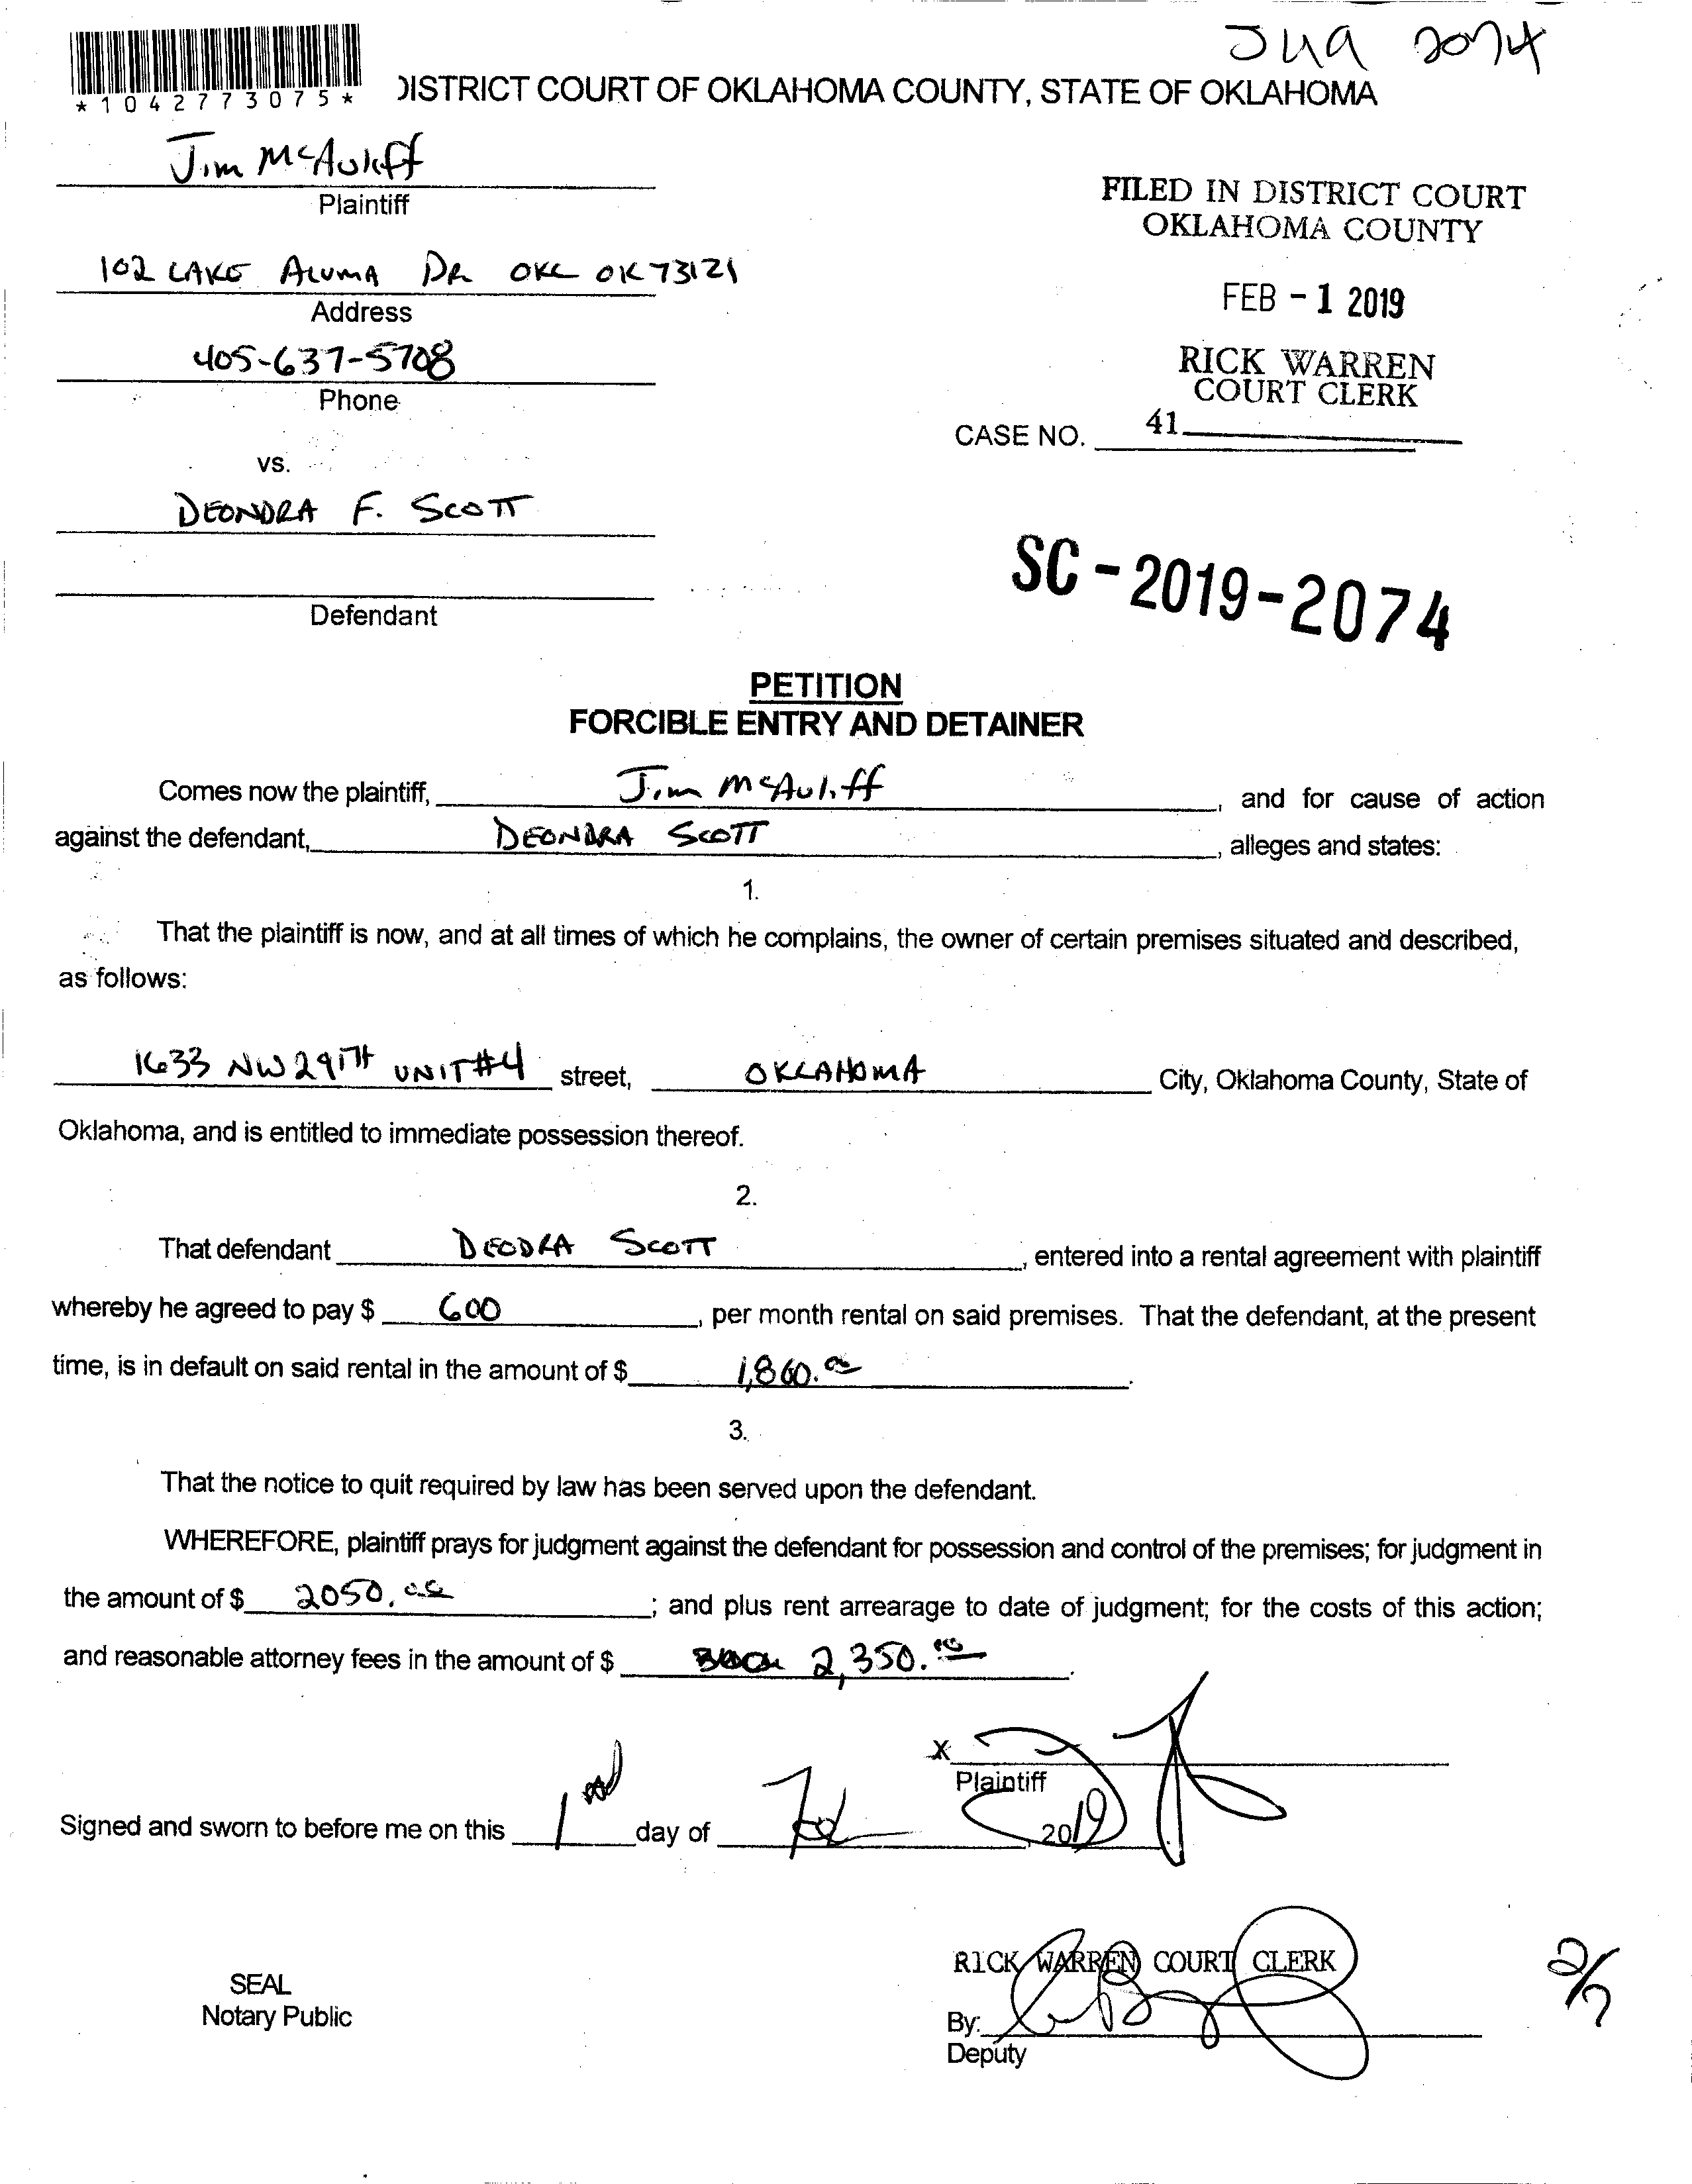 Jua 2074
*1042773075*
DISTRICT COURT OF OKLAHOMA COUNTY, STATE OF OKLAHOMA
Jim McAuliff
Plaintiff
FILED IN DISTRICT COURT
OKLAHOMA COUNTY
102 LAKE ALUMA DR OKC OK 73121
Address
FEB - 1 2019
405-637-5708
Phone
RICK WARREN
COURT CLERK
CASE NO. 41
vs.
DEONDRA F. SCOTT
Defendant
SC - 2019 - 2074
PETITION
FORCIBLE ENTRY AND DETAINER
Comes now the plaintiff, Jim McAuliff, and for cause of action
against the defendant, DEONDRA SCOTT, alleges and states:
1.
That the plaintiff is now, and at all times of which he complains, the owner of certain premises situated and described,
as follows:
1633 NW 29TH UNIT #4 street, OKLAHOMA City, Oklahoma County, State of
Oklahoma, and is entitled to immediate possession thereof.
2.
That defendant DEODRA SCOTT, entered into a rental agreement with plaintiff
whereby he agreed to pay $ 600, per month rental on said premises. That the defendant, at the present
time, is in default on said rental in the amount of $ 1,860.00.
3.
That the notice to quit required by law has been served upon the defendant.
WHEREFORE, plaintiff prays for judgment against the defendant for possession and control of the premises; for judgment in
the amount of $ 2050.00; and plus rent arrearage to date of judgment; for the costs of this action;
and reasonable attorney fees in the amount of $ 2,350.00.
X
Plaintiff
Signed and sworn to before me on this 1 day of Feb, 2019.
RICK WARREN COURT CLERK
SEAL
Notary Public
By:
Deputy
2/7